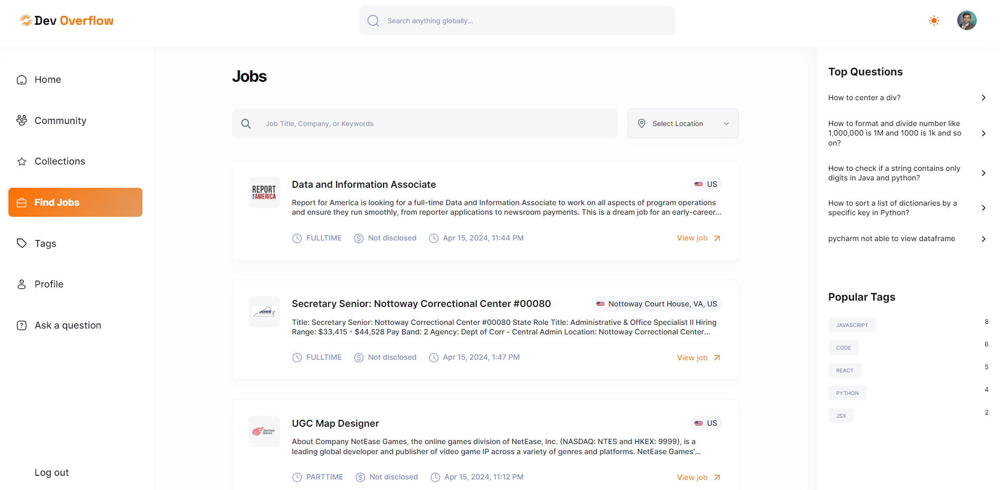 Dev Overflow
Search anything globally...
Home
Community
Collections
Find Jobs
Tags
Profile
Ask a question
Log out
Jobs
Job Title, Company, or Keywords
Select Location
REPORT
FOR AMERICA
Data and Information Associate
US
Report for America is looking for a full-time Data and Information Associate to work on all aspects of program operations
and ensure they run smoothly, from reporter applications to newsroom payments. This is a dream job for an early-career...
FULLTIME
Not disclosed
Apr 15, 2024, 11:44 PM
View job
JOBS
Secretary Senior: Nottoway Correctional Center #00080
Nottoway Court House, VA, US
Title: Secretary Senior: Nottoway Correctional Center #00080 State Role Title: Administrative & Office Specialist II Hiring
Range: $33,415 - $44,528 Pay Band: 2 Agency: Dept of Corr - Central Admin Location: Nottoway Correctional Center...
FULLTIME
Not disclosed
Apr 15, 2024, 1:47 PM
View job
NetEase
Games
UGC Map Designer
US
About Company NetEase Games, the online games division of NetEase, Inc. (NASDAQ: NTES and HKEX: 9999), is a
leading global developer and publisher of video game IP across a variety of genres and platforms. NetEase Games'...
PARTTIME
Not disclosed
Apr 15, 2024, 11:12 PM
View job
Top Questions
How to center a div?
How to format and divide number like
1,000,000 is 1M and 1000 is 1k and so
on?
How to check if a string contains only
digits in Java and python?
How to sort a list of dictionaries by a
specific key in Python?
pycharm not able to view dataframe
Popular Tags
JAVASCRIPT
8
CODE
6
REACT
5
PYTHON
4
JSX
2